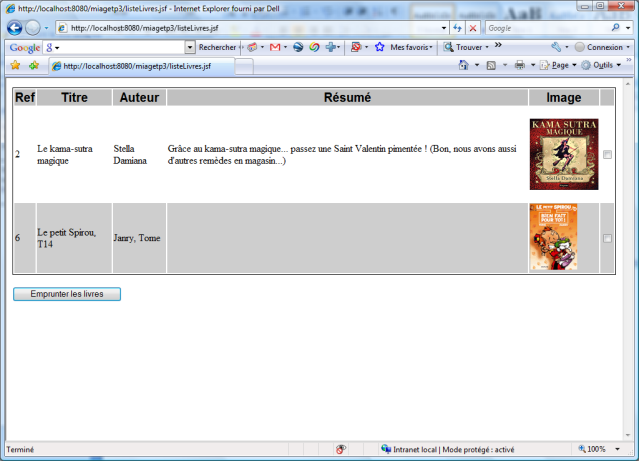 http://localhost:8080/miagetp3/listeLivres.jsf - Internet Explorer fourni par Dell
http://localhost:8080/miagetp3/listeLivres.jsf
Google
Google
Rechercher
Mes favoris
Trouver
Connexion
http://localhost:8080/miagetp3/listeLivres.jsf
Page
Outils
Ref Titre Auteur Résumé Image
2 Le kama-sutra magique Stella Damiana Grâce au kama-sutra magique... passez une Saint Valentin pimentée ! (Bon, nous avons aussi
d'autres remèdes en magasin...)
KAMA SUTRA
MAGIQUE
Stella Damiana
6 Le petit Spirou, T14 Janry, Tome
LE PETIT SPIROU
BIEN FAIT
POUR TOI !
Emprunter les livres
Terminé
Intranet local | Mode protégé : activé
100%